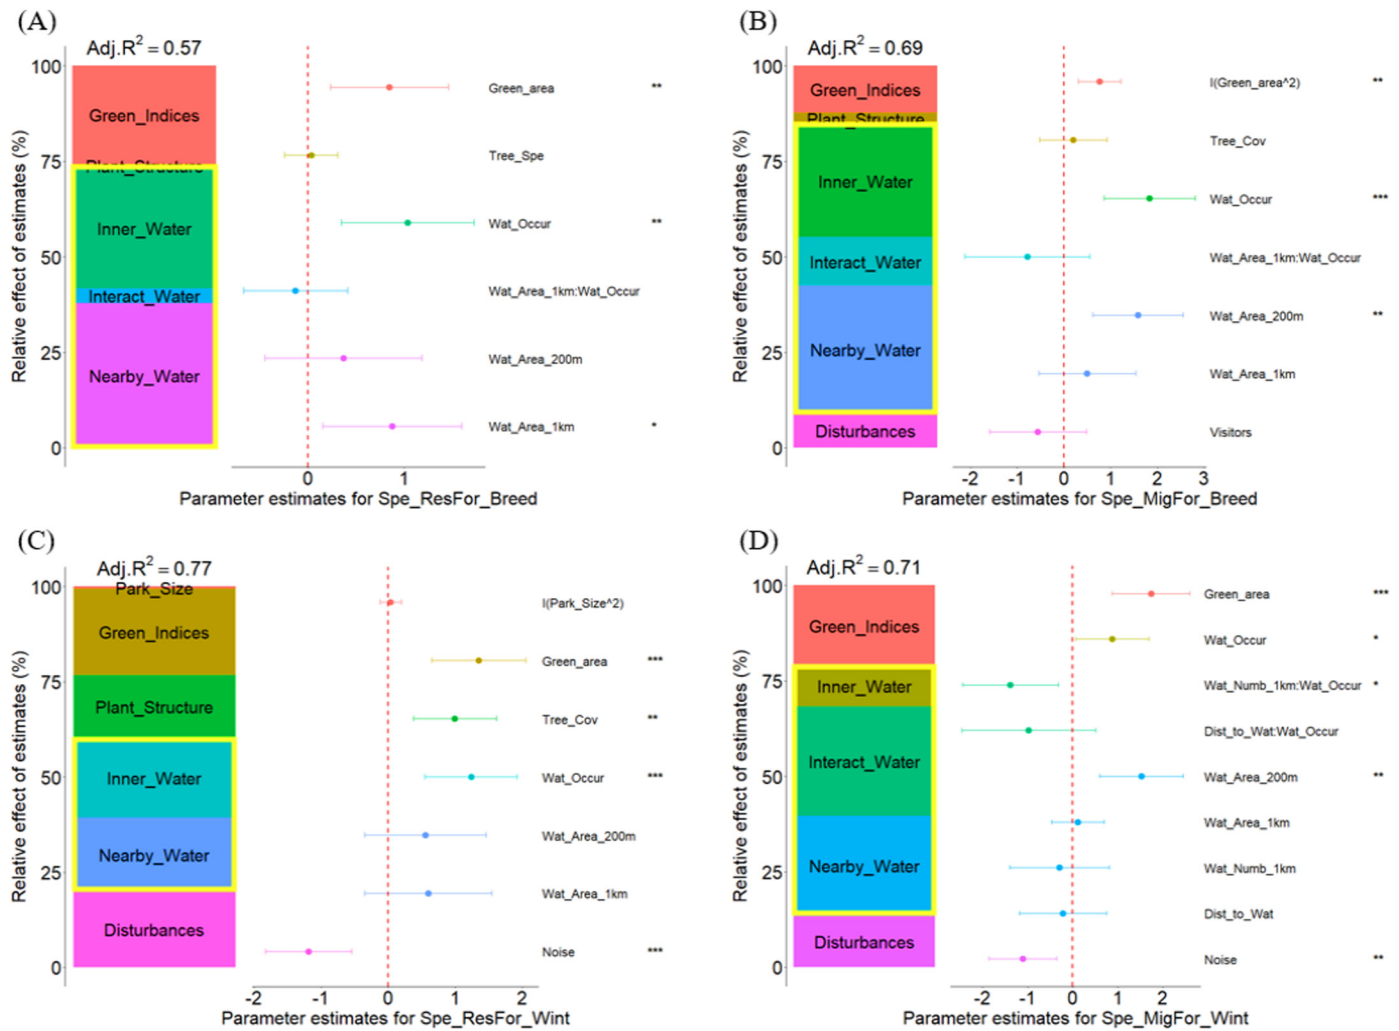 (A)
Adj.R² = 0.57
Relative effect of estimates (%)
100
75
50
25
0
Green_Indices
Plant_Structure
Inner_Water
Interact_Water
Nearby_Water
Green_area **
Tree_Spe
Wat_Occur **
Wat_Area_1km:Wat_Occur
Wat_Area_200m
Wat_Area_1km *
0 1
Parameter estimates for Spe_ResFor_Breed
(B)
Adj.R² = 0.69
Relative effect of estimates (%)
100
75
50
25
0
Green_Indices
Plant_Structure
Inner_Water
Interact_Water
Nearby_Water
Disturbances
I(Green_area^2) **
Tree_Cov
Wat_Occur ***
Wat_Area_1km:Wat_Occur
Wat_Area_200m **
Wat_Area_1km
Visitors
-2 -1 0 1 2 3
Parameter estimates for Spe_MigFor_Breed
(C)
Adj.R² = 0.77
Relative effect of estimates (%)
100
75
50
25
0
Park_Size
Green_Indices
Plant_Structure
Inner_Water
Nearby_Water
Disturbances
I(Park_Size^2)
Green_area ***
Tree_Cov **
Wat_Occur ***
Wat_Area_200m
Wat_Area_1km
Noise ***
-2 -1 0 1 2
Parameter estimates for Spe_ResFor_Wint
(D)
Adj.R² = 0.71
Relative effect of estimates (%)
100
75
50
25
0
Green_Indices
Inner_Water
Interact_Water
Nearby_Water
Disturbances
Green_area ***
Wat_Occur *
Wat_Numb_1km:Wat_Occur *
Dist_to_Wat:Wat_Occur
Wat_Area_200m **
Wat_Area_1km
Wat_Numb_1km
Dist_to_Wat
Noise **
-2 -1 0 1 2
Parameter estimates for Spe_MigFor_Wint